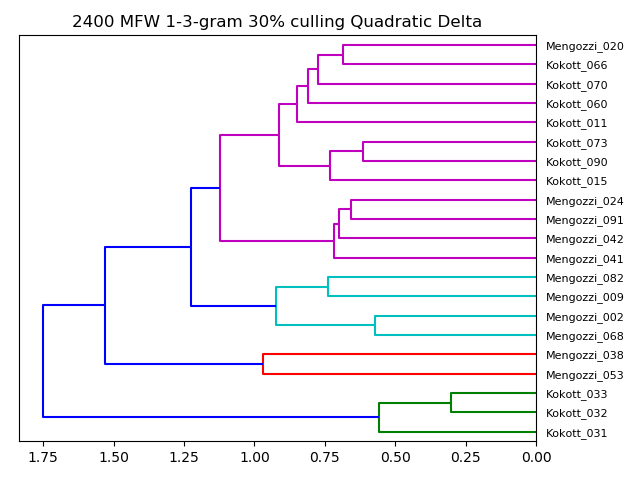 2400 MFW 1-3-gram 30% culling Quadratic Delta
Mengozzi_020
Kokott_066
Kokott_070
Kokott_060
Kokott_011
Kokott_073
Kokott_090
Kokott_015
Mengozzi_024
Mengozzi_091
Mengozzi_042
Mengozzi_041
Mengozzi_082
Mengozzi_009
Mengozzi_002
Mengozzi_068
Mengozzi_038
Mengozzi_053
Kokott_033
Kokott_032
Kokott_031
1.75 1.50 1.25 1.00 0.75 0.50 0.25 0.00